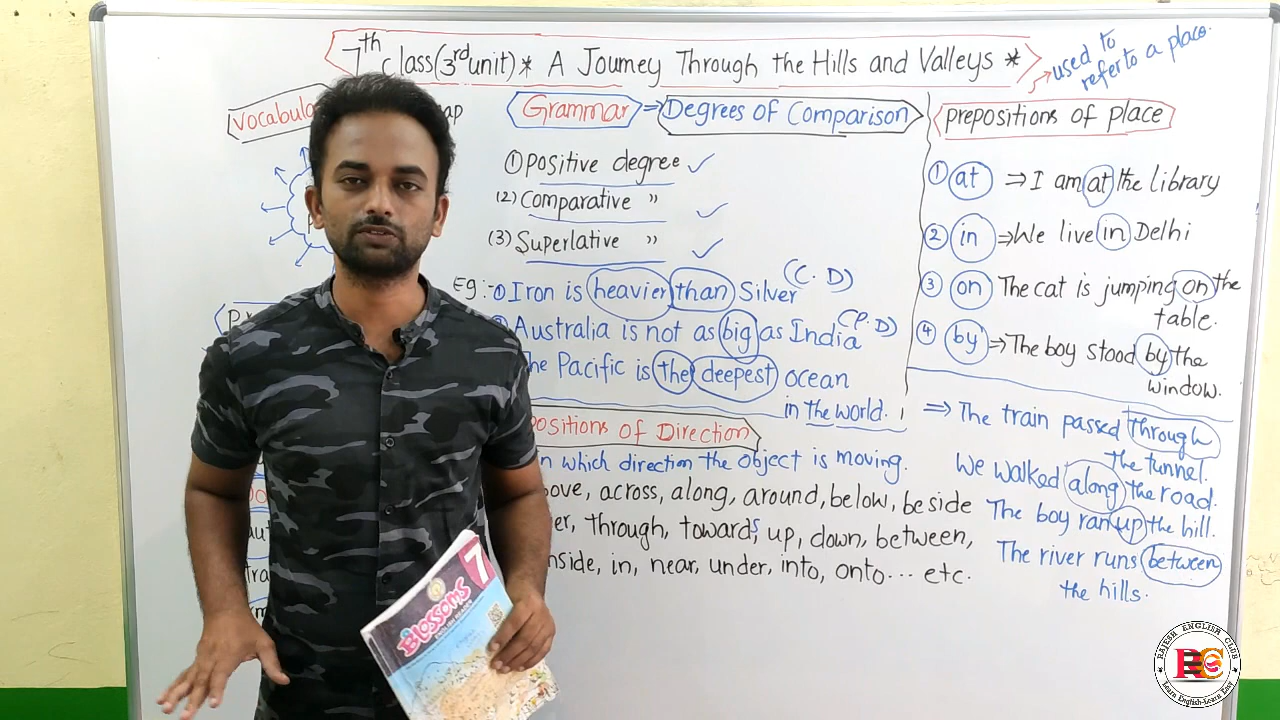 7th class (3rd unit) * A Journey Through the Hills and Valleys *
used to
refer to a place.
Grammar ⇒ Degrees of Comparison
① positive degree ✓
(2) Comparative " ✓
(3) Superlative " ✓
Eg:- ① Iron is heavier than Silver (C.D)
Australia is not as big as India (P.D)
The Pacific is the deepest ocean
in the world.
prepositions of place
① at ⇒ I am at the library
② in ⇒ We live in Delhi
③ on The cat is jumping on the
table.
④ by ⇒ The boy stood by the
window.
of Direction
in which direction the object is moving.
across, along, around, below, beside
through, towards, up, down, between,
in, near, under, into, onto... etc.
⇒ The train passed through
the tunnel.
We walked along the road.
The boy ran up the hill.
The river runs between
the hills.
Blossoms
7
RAJESH ENGLISH CLUB
REC